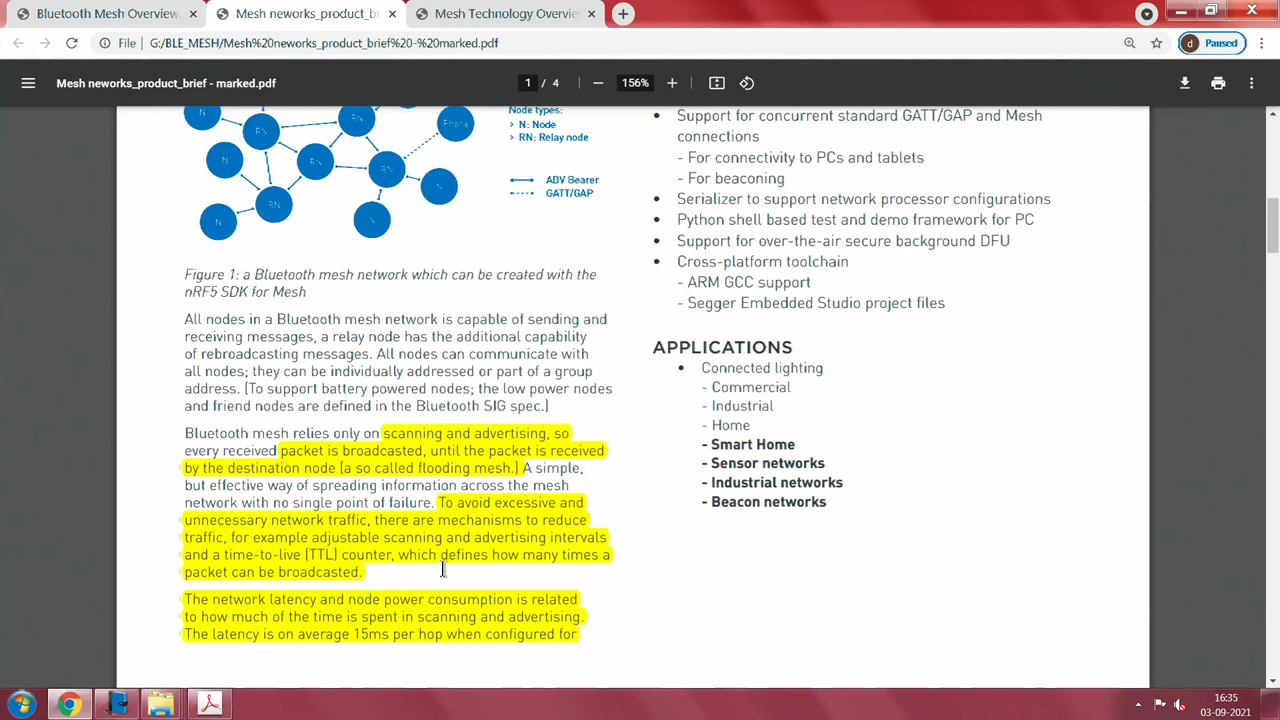 Bluetooth Mesh Overview
Mesh neworks_product_br
Mesh Technology Overvie
File
G:/BLE_MESH/Mesh%20neworks_product_brief%20-%20marked.pdf
d
Paused
Mesh neworks_product_brief - marked.pdf
1 / 4
156%
N
RN
RN
Phone
N
RN
RN
N
RN
N
N
Node types:
> N: Node
> RN: Relay node
ADV Bearer
GATT/GAP
Figure 1: a Bluetooth mesh network which can be created with the
nRF5 SDK for Mesh
All nodes in a Bluetooth mesh network is capable of sending and
receiving messages, a relay node has the additional capability
of rebroadcasting messages. All nodes can communicate with
all nodes; they can be individually addressed or part of a group
address. (To support battery powered nodes; the low power nodes
and friend nodes are defined in the Bluetooth SIG spec.)
Bluetooth mesh relies only on scanning and advertising, so
every received packet is broadcasted, until the packet is received
by the destination node (a so called flooding mesh.) A simple,
but effective way of spreading information across the mesh
network with no single point of failure. To avoid excessive and
unnecessary network traffic, there are mechanisms to reduce
traffic, for example adjustable scanning and advertising intervals
and a time-to-live (TTL) counter, which defines how many times a
packet can be broadcasted.
The network latency and node power consumption is related
to how much of the time is spent in scanning and advertising.
The latency is on average 15ms per hop when configured for
• Support for concurrent standard GATT/GAP and Mesh
connections
- For connectivity to PCs and tablets
- For beaconing
• Serializer to support network processor configurations
• Python shell based test and demo framework for PC
• Support for over-the-air secure background DFU
• Cross-platform toolchain
- ARM GCC support
- Segger Embedded Studio project files
APPLICATIONS
• Connected lighting
- Commercial
- Industrial
- Home
- Smart Home
- Sensor networks
- Industrial networks
- Beacon networks
16:35
03-09-2021